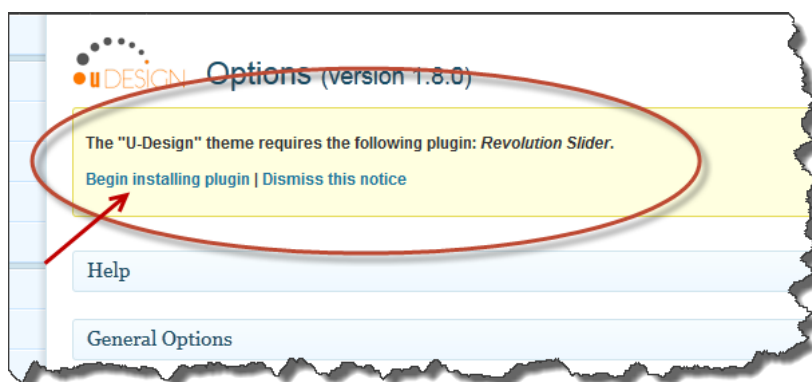 uDESIGN Options (version 1.8.0)
The "U-Design" theme requires the following plugin: Revolution Slider.
Begin installing plugin | Dismiss this notice
Help
General Options